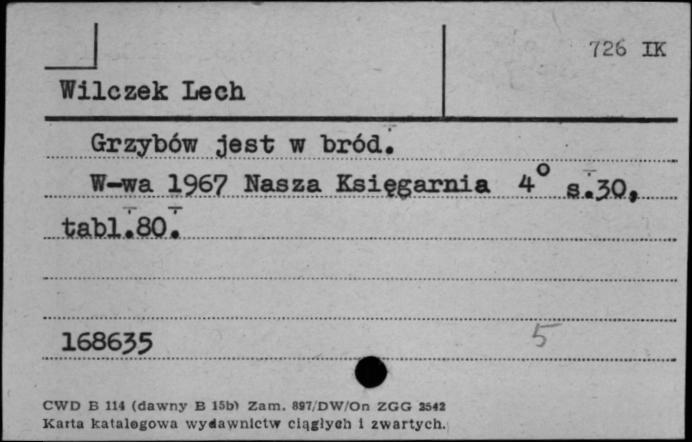 726 IK
Wilczek Lech
Grzybów jest w bród.
W-wa 1967 Nasza Księgarnia 4° s.30,
tabl.80.
168635
5
CWD B 114 (dawny B 15b) Zam. 897/DW/On ZGG 2542
Karta katalogowa wydawnictw ciągłych i zwartych.